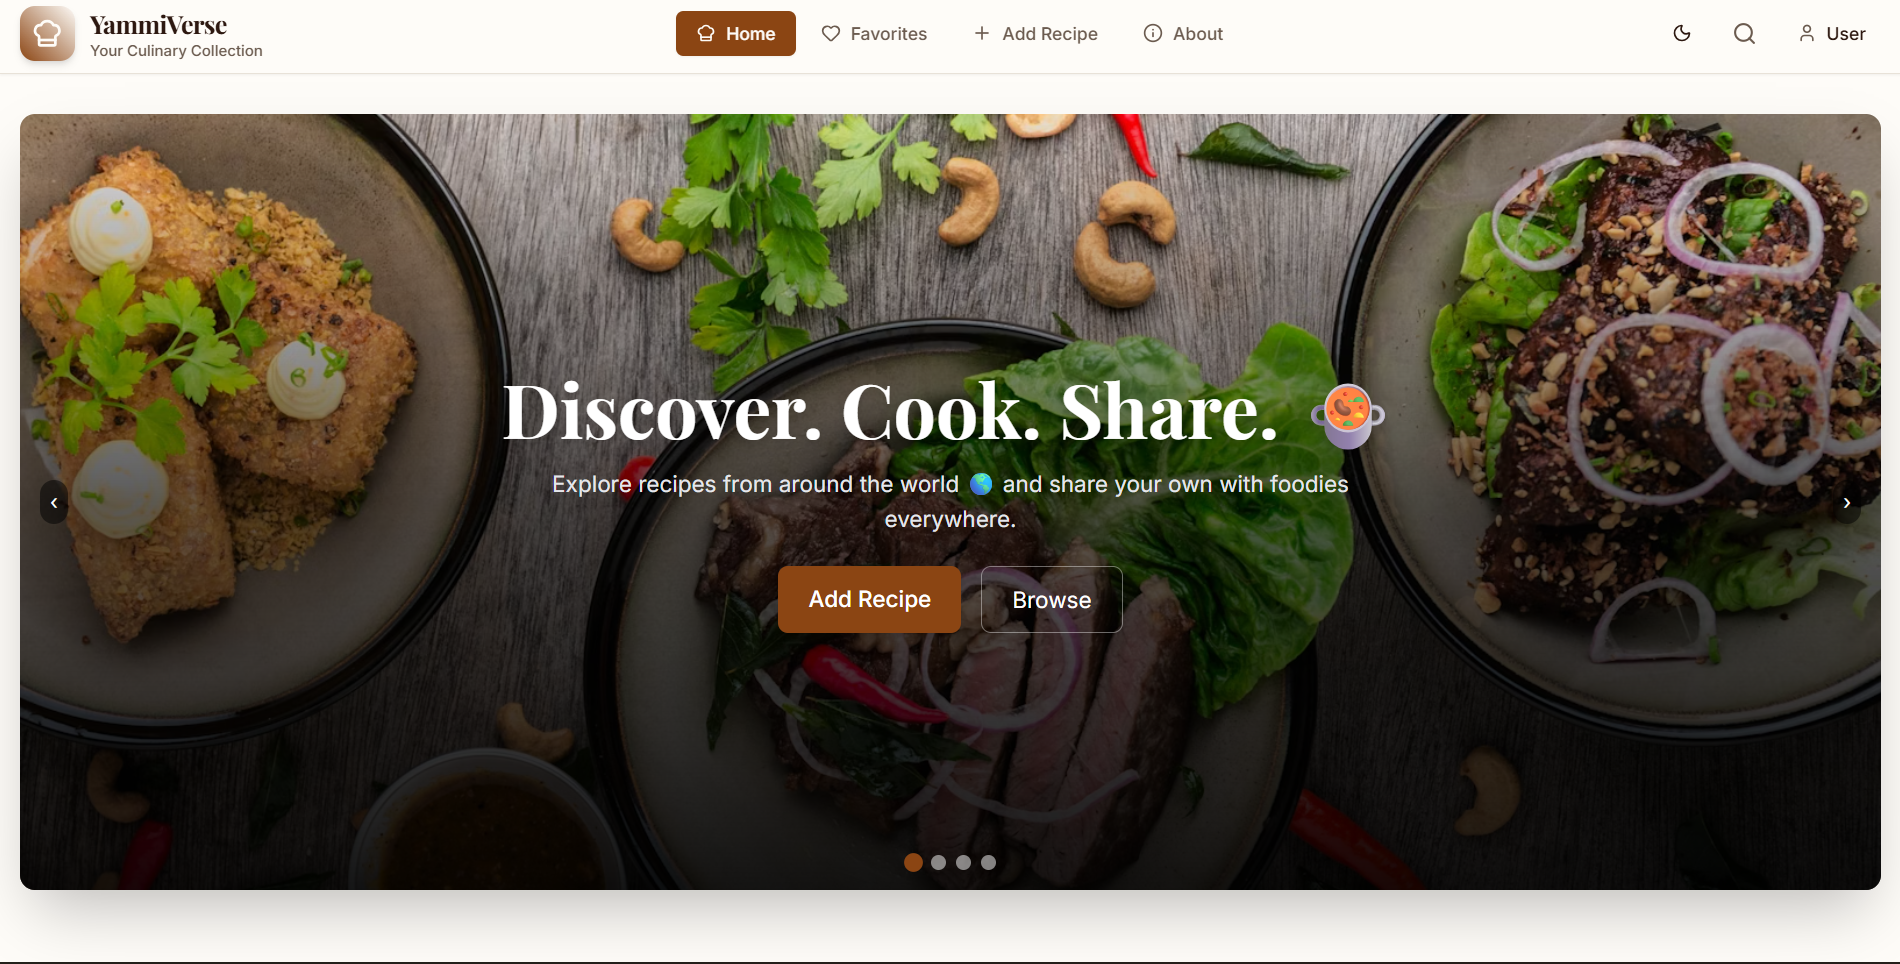 YammiVerse
Your Culinary Collection
Home
Favorites
Add Recipe
About
User
Discover. Cook. Share.
Explore recipes from around the world 🌎 and share your own with foodies
everywhere.
‹
›
Add Recipe
Browse